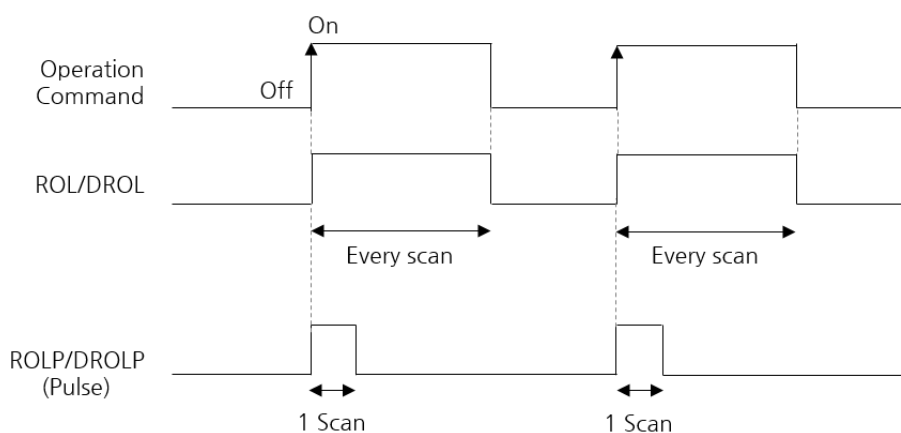 On
Operation
Command
Off
ROL/DROL
Every scan
Every scan
ROLP/DROLP
(Pulse)
1 Scan
1 Scan